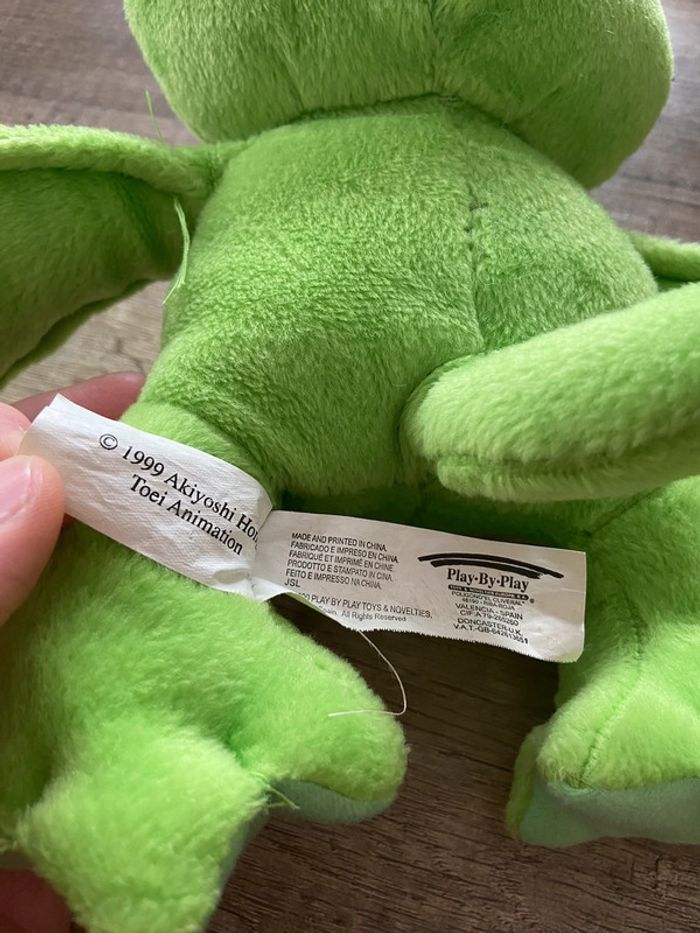 © 1999 Akiyoshi
Toei Animation
MADE AND PRINTED IN CHINA.
FABRICADO E IMPRESO EN CHINA.
FABRIQUÉ ET IMPRIMÉ EN CHINE
PRODOTTO E STAMPATO IN CINA.
FEITO E IMPRESSO NA CHINA.
JSL
PLAY BY PLAY TOYS & NOVELTIES,
All Rights Reserved
Play·By·Play
VALENCIA - SPAIN
DONCASTER-U.K.